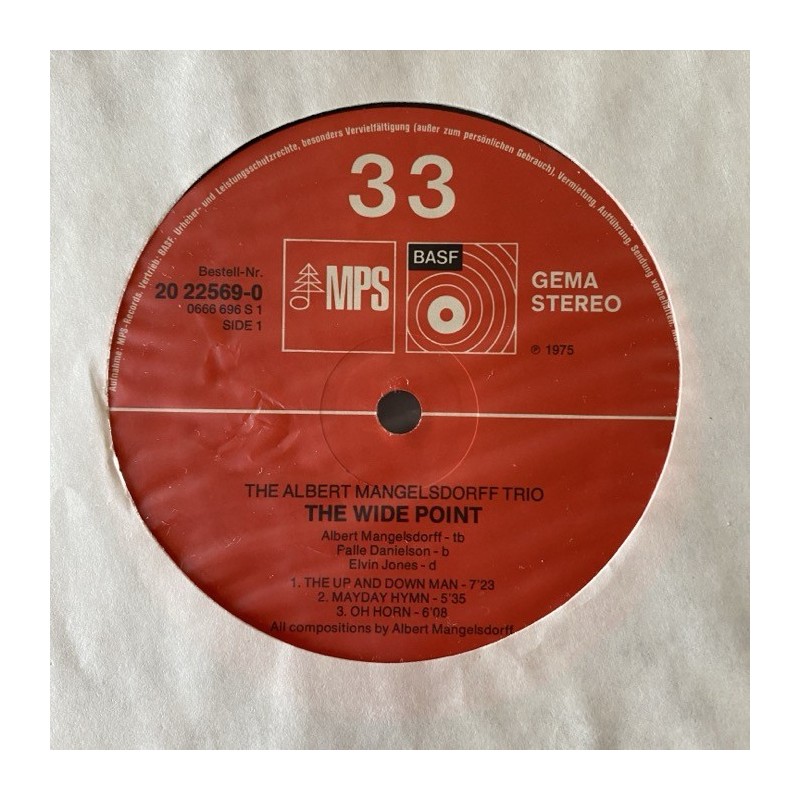 Aufnahme: MPS-Records. Vertrieb: BASF. Urheber- und Leistungsschutzrechte, besonders Vervielfältigung (außer zum persönlichen Gebrauch), Vermietung, Aufführung, Sendung vorbehalten.
33
MPS
BASF
Bestell-Nr.
20 22569-0
0666 696 S 1
SIDE 1
GEMA
STEREO
℗ 1975
THE ALBERT MANGELSDORFF TRIO
THE WIDE POINT
Albert Mangelsdorff - tb
Palle Danielson - b
Elvin Jones - d
1. THE UP AND DOWN MAN - 7'23
2. MAYDAY HYMN - 5'35
3. OH HORN - 6'08
All compositions by Albert Mangelsdorff